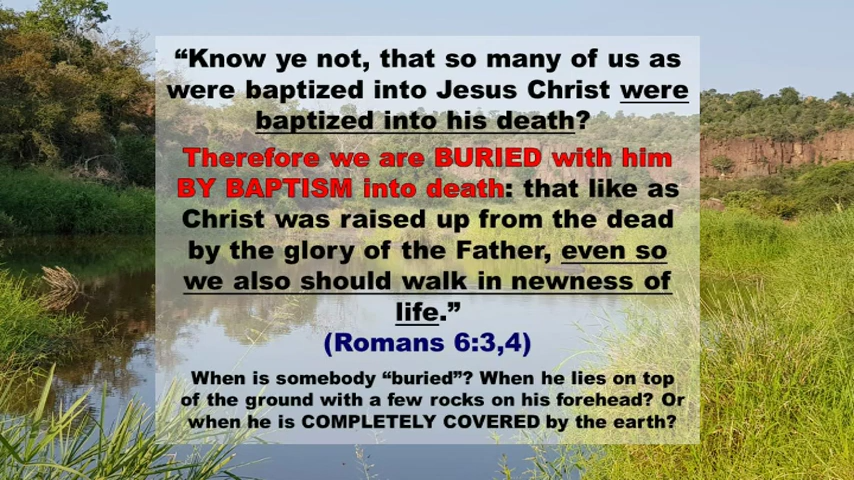 “Know ye not, that so many of us as
were baptized into Jesus Christ were
baptized into his death?
Therefore we are BURIED with him
BY BAPTISM into death: that like as
Christ was raised up from the dead
by the glory of the Father, even so
we also should walk in newness of
life.”
(Romans 6:3,4)
When is somebody “buried”? When he lies on top
of the ground with a few rocks on his forehead? Or
when he is COMPLETELY COVERED by the earth?